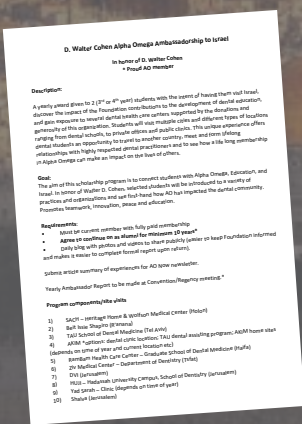 D. Walter Cohen Alpha Omega Ambassadorship to Israel
In honor of D. Walter Cohen
* Proud AO member
Description:
A yearly award given to 2 (3rd or 4th year) students with the intent of having them visit Israel,
discover the impact of the Foundation contributions to the development of dental education,
and gain exposure to several dental health care centers supported by the donations and
generosity of this organization. Students will visit multiple cities and different types of locations
ranging from dental schools, to private offices and public clinics. This unique experience offers
dental students an opportunity to travel to another country, meet and form lifelong
relationships with highly respected dental practitioners and to see how a life long membership
in Alpha Omega can make an impact on the lives of others.
Goal:
The aim of this scholarship program is to connect students with Alpha Omega, Education, and
Israel. In honor of Walter D. Cohen, selected students will be introduced to a variety of
practices and organizations and see first-hand how AO has impacted the dental community.
Promotes teamwork, innovation, peace and education.
Requirements:
• Must be current member with fully paid membership
• Agree to continue on as alumni for minimum 10 years*
• Daily blog with photos and videos to share publicly (easier to keep Foundation informed
and makes it easier to complete formal report upon return).
Submit article summary of experiences for AO Now newsletter.
Yearly Ambassador Report to be made at Convention/Regency meeting.*
Program components/site visits
1) SACH – Heritage Home & Wolfson Medical Center (Holon)
2) Beit Issie Shapiro (Ra'anana)
3) TAU School of Dental Medicine (Tel Aviv)
4) AKIM *options: dental clinic location; TAU dental assisting program; AKIM home sites
(depends on time of year and current location etc)
5) RamBam Health Care Center – Graduate School of Dental Medicine (Haifa)
6) Ziv Medical Center – Department of Dentistry (Tsfat)
7) DVI (Jerusalem)
8) HUJI – Hadassah University Campus, School of Dentistry (Jerusalem)
9) Yad Sarah – Clinic (depends on time of year)
10) Shalva (Jerusalem)